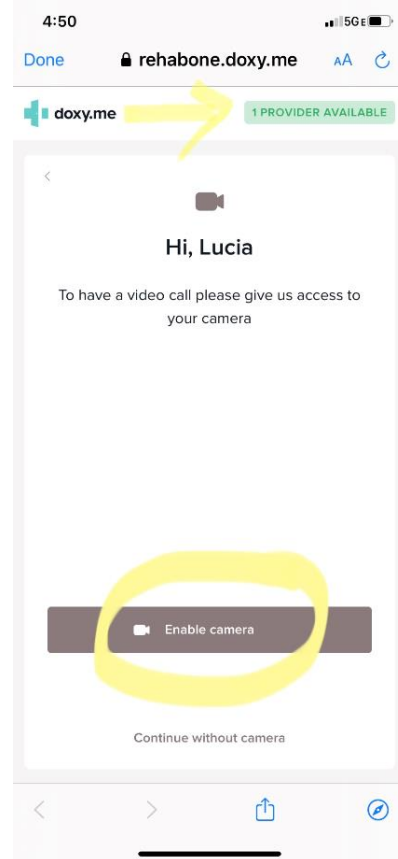 4:50 5G E
Done rehabone.doxy.me AA
doxy.me 1 PROVIDER AVAILABLE
Hi, Lucia
To have a video call please give us access to
your camera
Enable camera
Continue without camera